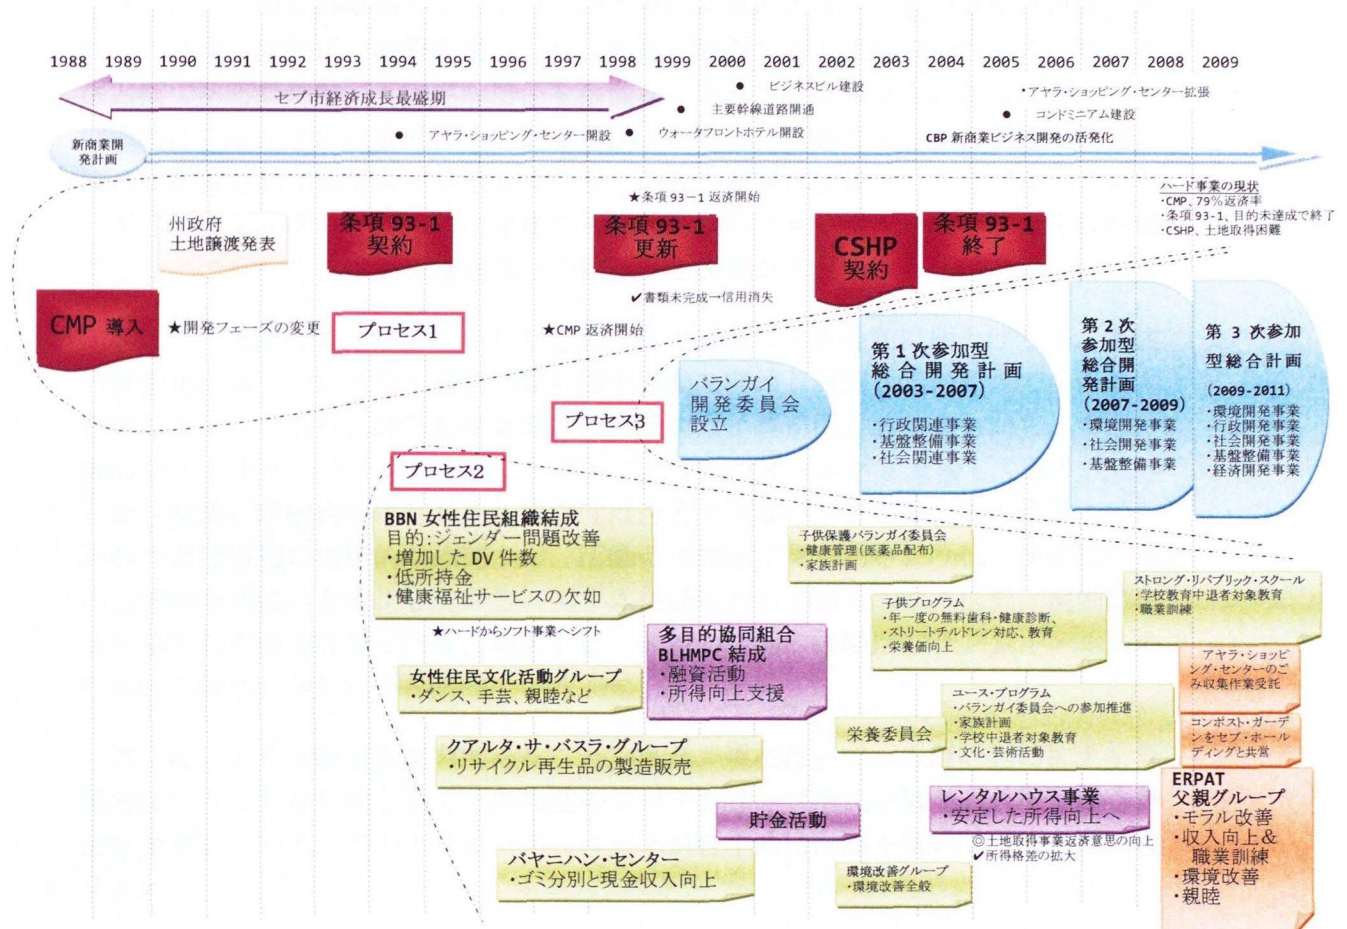 1988 1989 1990 1991 1992 1993 1994 1995 1996 1997 1998 1999 2000 2001 2002 2003 2004 2005 2006 2007 2008 2009
セブ市経済成長最盛期
● ビジネスビル建設
● 主要幹線道路開通
● アヤラ・ショッピング・センター開設
● ウォータフロントホテル開設
・アヤラ・ショッピング・センター拡張
● コンドミニアム建設
CBP 新商業ビジネス開発の活発化
新商業開
発計画
ハード事業の現状
・CMP、79%返済率
・条項 93-1、目的未達成で終了
・CSHP、土地取得困難
★条項 93－1 返済開始
州政府
土地譲渡発表
条項 93-1
契約
条項 93-1
更新
CSHP
契約
条項 93-1
終了
✔書類未完成→信用消失
CMP 導入
★開発フェーズの変更
プロセス1
★CMP 返済開始
プロセス3
バランガイ
開発委員会
設立
第1次参加型
総合開発計画
(2003-2007)
・行政関連事業
・基盤整備事業
・社会関連事業
第2次
参加型
総合開
発計画
(2007-2009)
・環境開発事業
・社会開発事業
・基盤整備事業
第 3 次参加
型総合計画
(2009-2011)
・環境開発事業
・行政開発事業
・社会開発事業
・基盤整備事業
・経済開発事業
プロセス2
BBN 女性住民組織結成
目的:ジェンダー問題改善
・増加した DV 件数
・低所持金
・健康福祉サービスの欠如
★ハードからソフト事業へシフト
女性住民文化活動グループ
・ダンス、手芸、親睦など
多目的協同組合
BLHMPC 結成
・融資活動
・所得向上支援
クアルタ・サ・バスラ・グループ
・リサイクル再生品の製造販売
貯金活動
バヤニハン・センター
・ゴミ分別と現金収入向上
子供保護バランガイ委員会
・健康管理(医薬品配布)
・家族計画
子供プログラム
・年一度の無料歯科・健康診断、
・ストリートチルドレン対応、教育
・栄養価向上
ストロング・リパブリック・スクール
・学校教育中退者対象教育
・職業訓練
アヤラ・ショッピ
ング・センターのご
み収集作業受託
栄養委員会
ユース・プログラム
・バランガイ委員会への参加推進
・家族計画
・学校中退者対象教育
・文化・芸術活動
コンポスト・ガーデ
ンをセブ・ホール
ディングと共営
レンタルハウス事業
・安定した所得向上へ
◎土地取得事業返済意思の向上
✔所得格差の拡大
環境改善グループ
・環境改善全般
ERPAT
父親グループ
・モラル改善
・収入向上&
職業訓練
・環境改善
・親睦